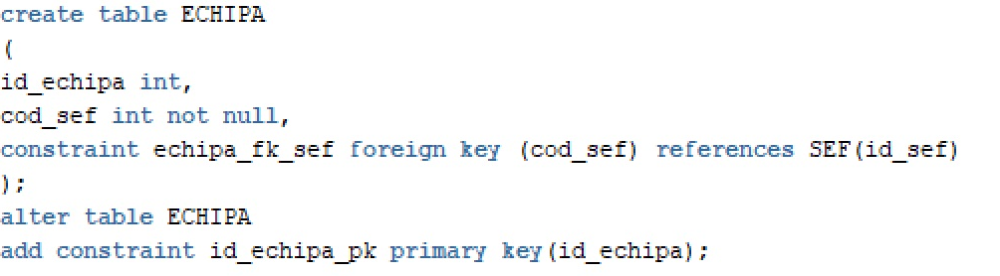 create table ECHIPA
(
id_echipa int,
cod_sef int not null,
constraint echipa_fk_sef foreign key (cod_sef) references SEF(id_sef)
);
alter table ECHIPA
add constraint id_echipa_pk primary key(id_echipa);